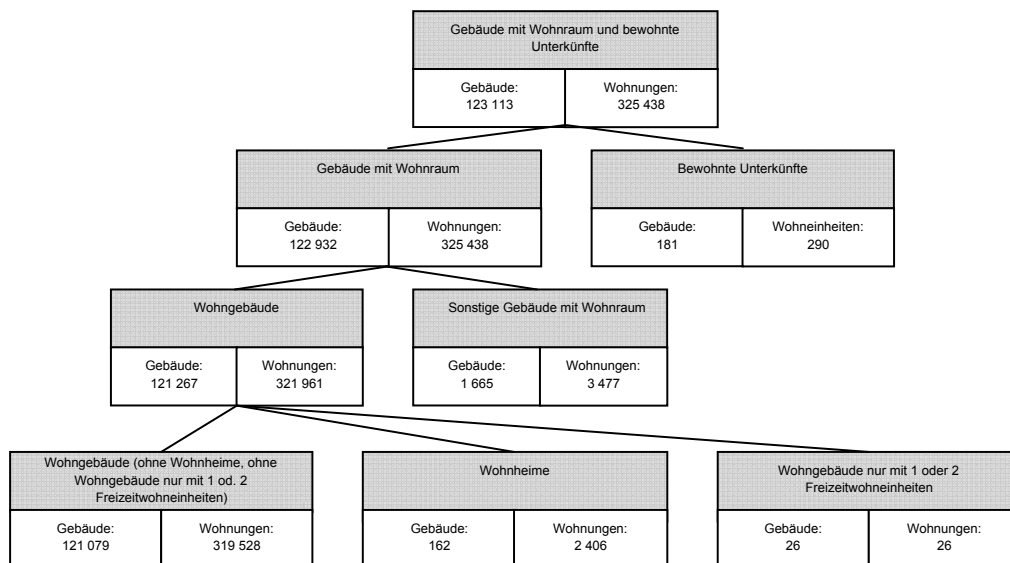 Gebäude mit Wohnraum und bewohnte
Unterkünfte
Gebäude:
123 113
Wohnungen:
325 438
Gebäude mit Wohnraum
Gebäude:
122 932
Wohnungen:
325 438
Bewohnte Unterkünfte
Gebäude:
181
Wohneinheiten:
290
Wohngebäude
Gebäude:
121 267
Wohnungen:
321 961
Sonstige Gebäude mit Wohnraum
Gebäude:
1 665
Wohnungen:
3 477
Wohngebäude (ohne Wohnheime, ohne
Wohngebäude nur mit 1 od. 2
Freizeitwohneinheiten)
Gebäude:
121 079
Wohnungen:
319 528
Wohnheime
Gebäude:
162
Wohnungen:
2 406
Wohngebäude nur mit 1 oder 2
Freizeitwohneinheiten
Gebäude:
26
Wohnungen:
26